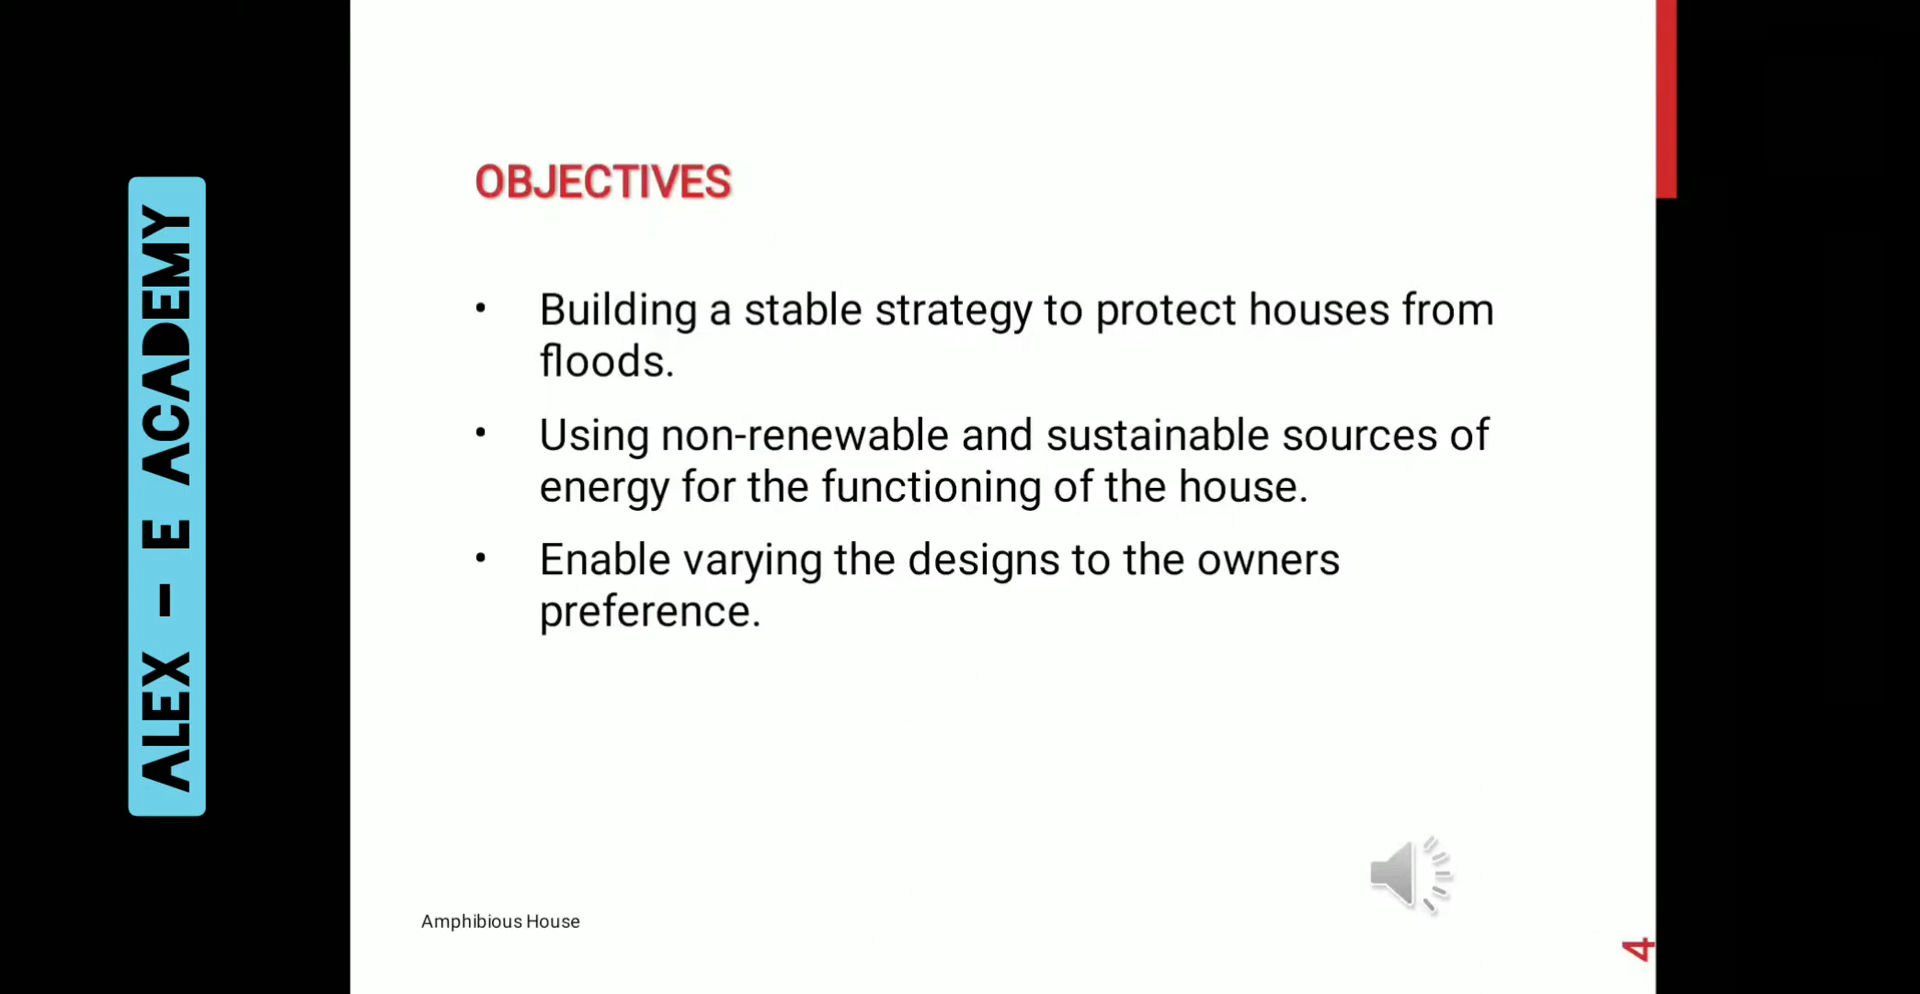 ALEX - E ACADEMY
OBJECTIVES
• Building a stable strategy to protect houses from
floods.
• Using non-renewable and sustainable sources of
energy for the functioning of the house.
• Enable varying the designs to the owners
preference.
Amphibious House
4